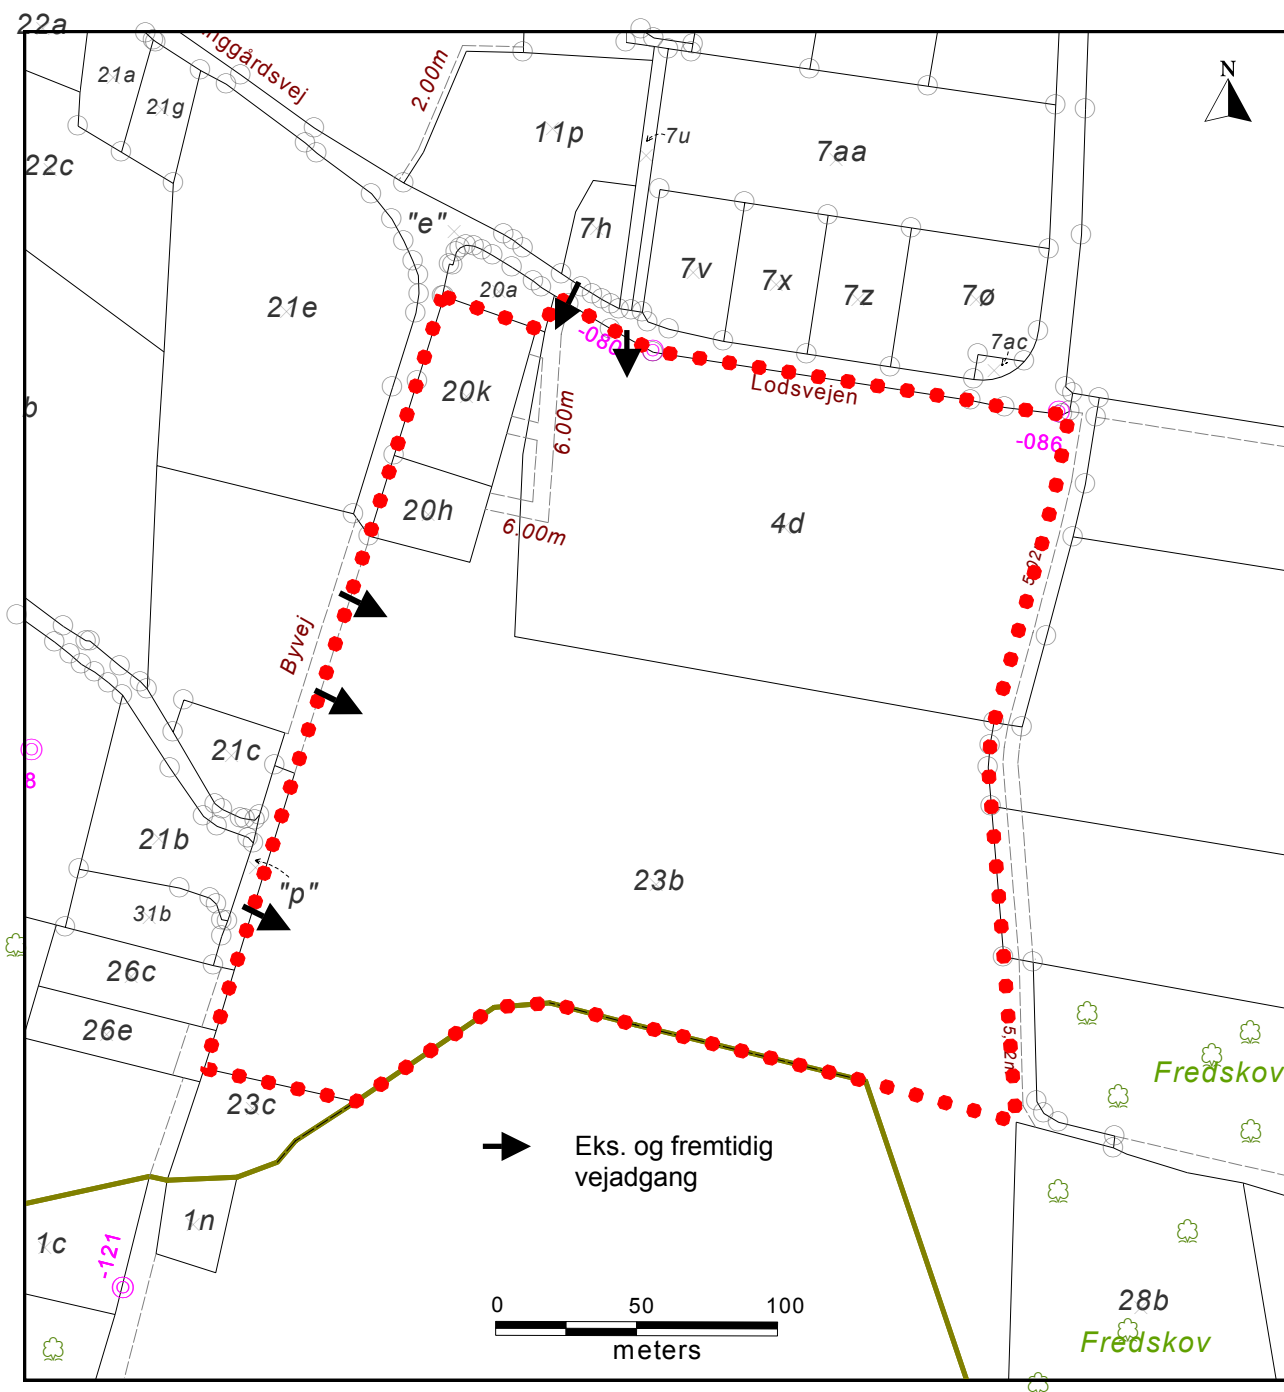 22a
nggårdsvej
21a
21g
2.00m
N
22c
11p
7u
7aa
"e"
7h
7v
7x
7z
7ø
7ac
20a
21e
-080
20k
Lodsvejen
b
6.00m
-086
20h
6.00m
4d
Byvej
21c
8
21b
"p"
23b
31b
26c
26e
Fredskov
23c
Eks. og fremtidig
vejadgang
1n
1c
-121
0 50 100
meters
28b
Fredskov